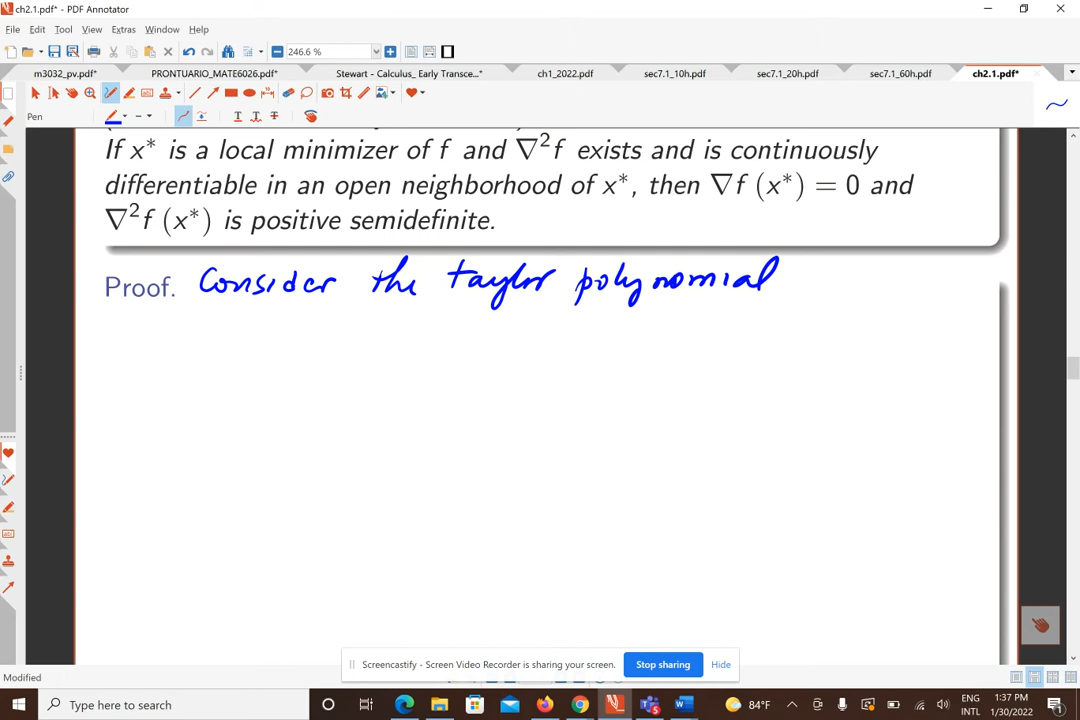 ch2.1.pdf* - PDF Annotator
File Edit Tool View Extras Window Help
246.6 %
m3032_pv.pdf* PRONTUARIO_MATE6026.pdf* Stewart - Calculus_ Early Transce...* ch1_2022.pdf sec7.1_10h.pdf sec7.1_20h.pdf sec7.1_60h.pdf ch2.1.pdf*
Pen
If x* is a local minimizer of f and ∇²f exists and is continuously
differentiable in an open neighborhood of x*, then ∇f (x*) = 0 and
∇²f (x*) is positive semidefinite.
Proof. Consider the taylor polynomial
Screencastify - Screen Video Recorder is sharing your screen. Stop sharing Hide
Modified
Type here to search
84°F
ENG
INTL
1:37 PM
1/30/2022